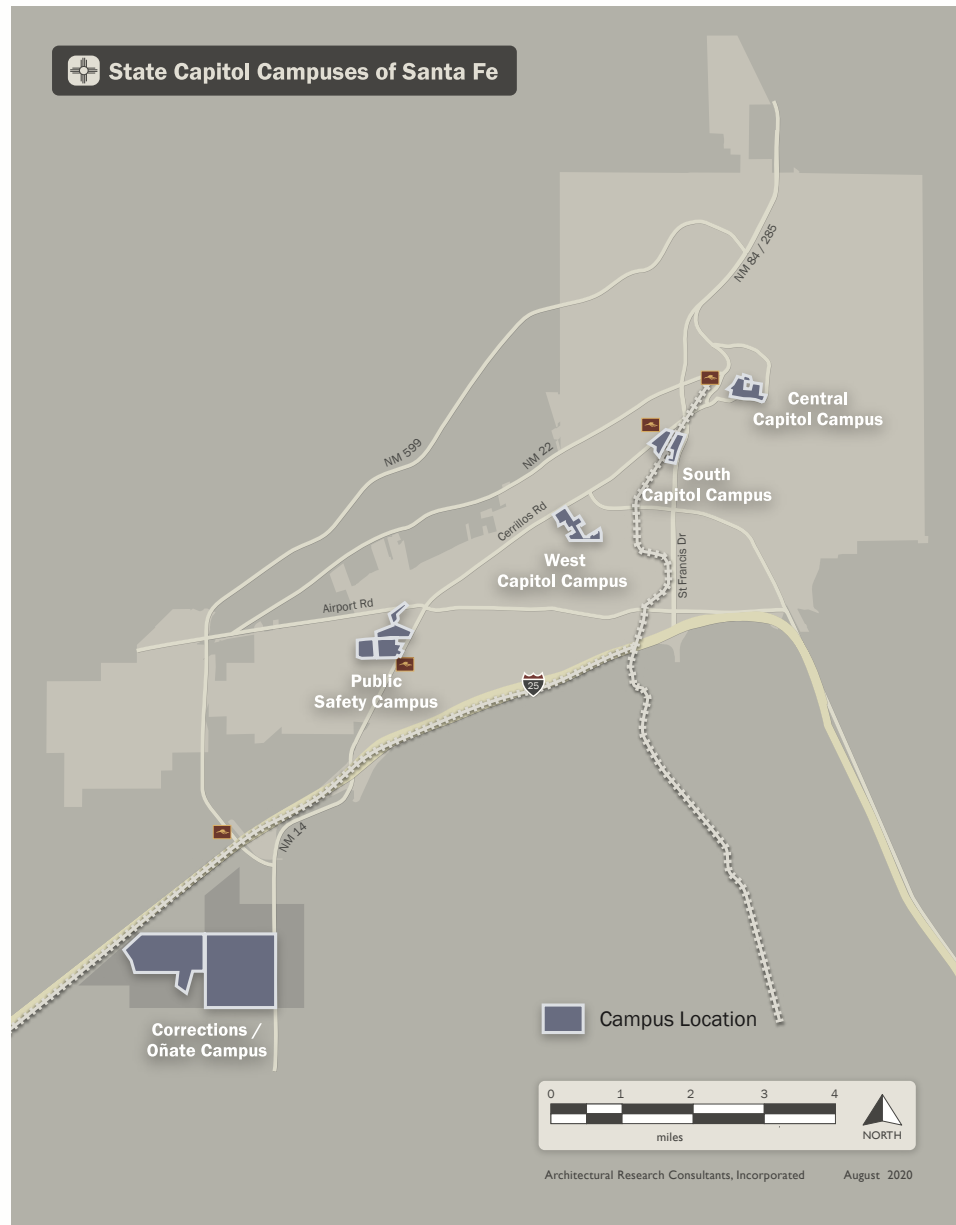 State Capitol Campuses of Santa Fe
NM 84 / 285
Central
Capitol Campus
NM 599
NM 22
South
Capitol Campus
Cerrillos Rd
West
Capitol Campus
St Francis Dr
Airport Rd
Public
Safety Campus
25
NM 14
Corrections /
Oñate Campus
Campus Location
0 1 2 3 4
miles
NORTH
Architectural Research Consultants, Incorporated August 2020